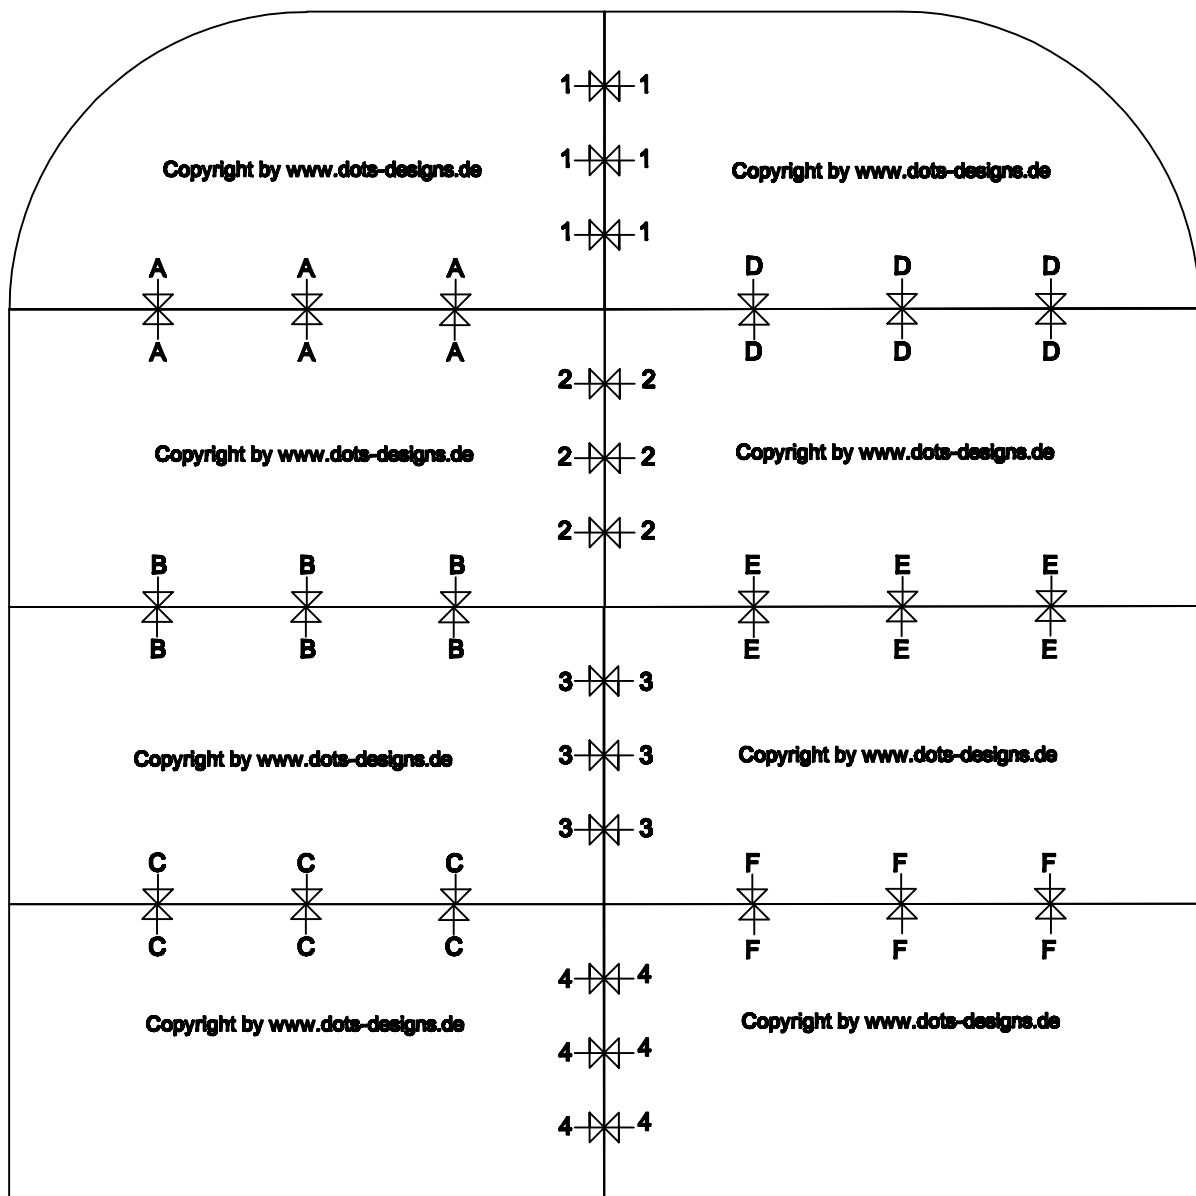 1 1
1 1
Copyright by www.dots-designs.de Copyright by www.dots-designs.de
1 1
A A A D D D
A A A D D D
2 2
Copyright by www.dots-designs.de 2 2 Copyright by www.dots-designs.de
2 2
B B B E E E
B B B E E E
3 3
Copyright by www.dots-designs.de 3 3 Copyright by www.dots-designs.de
3 3
C C C F F F
C C C F F F
4 4
Copyright by www.dots-designs.de Copyright by www.dots-designs.de
4 4
4 4